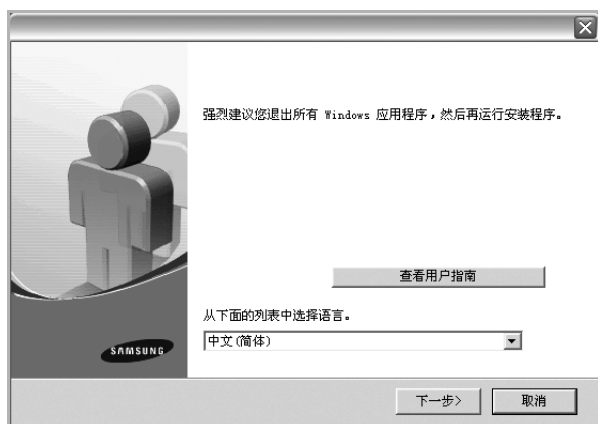 强烈建议您退出所有 Windows 应用程序，然后再运行安装程序。
查看用户指南
从下面的列表中选择语言。
中文(简体)
SAMSUNG
下一步>
取消